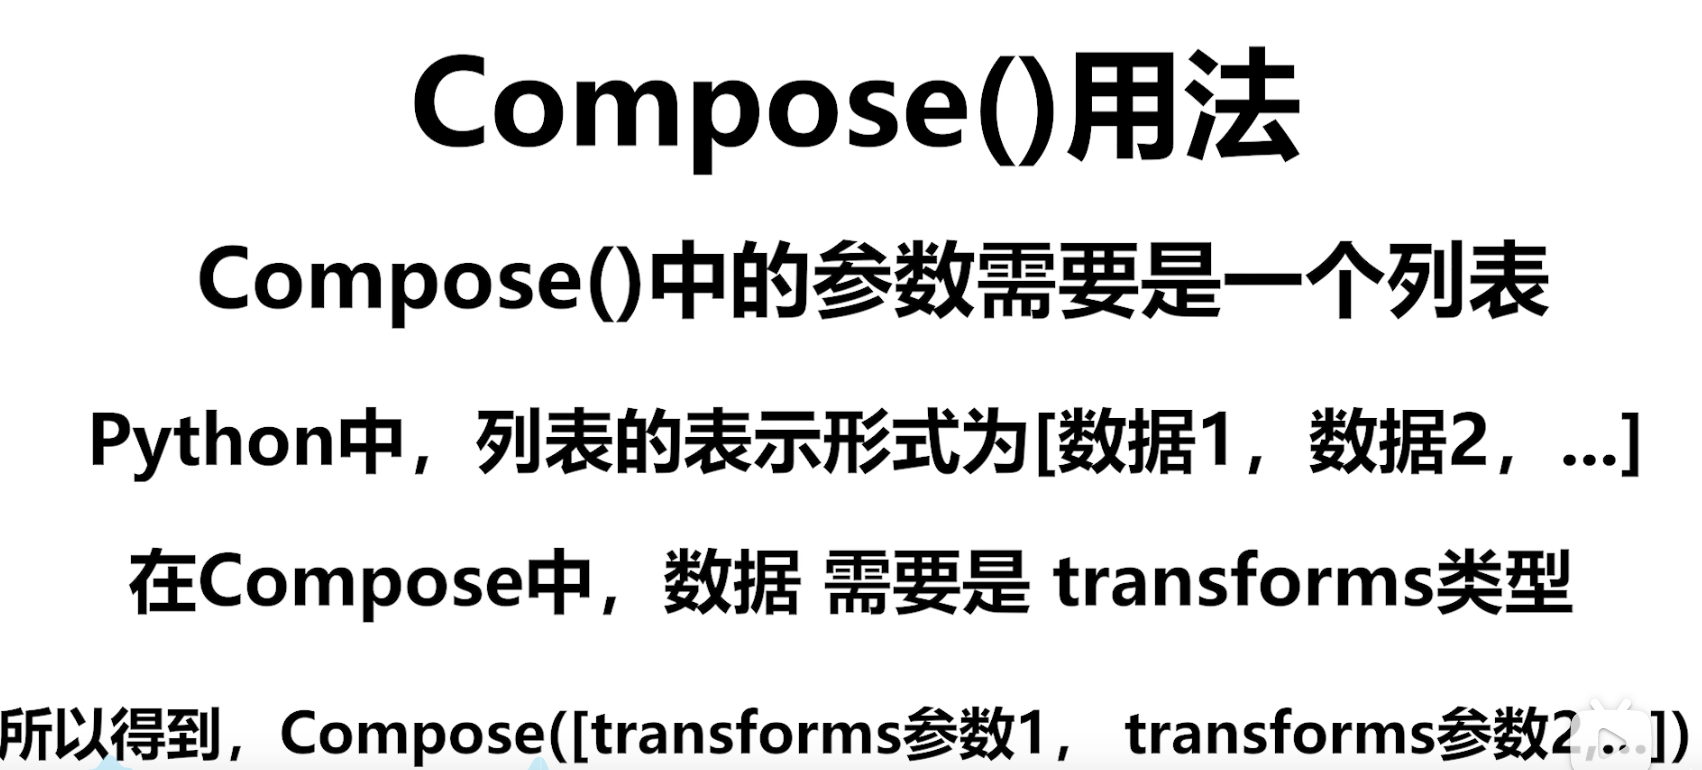 Compose()用法
Compose()中的参数需要是一个列表
Python中，列表的表示形式为[数据1，数据2，...]
在Compose中，数据 需要是 transforms类型
所以得到，Compose([transforms参数1， transforms参数2,...])